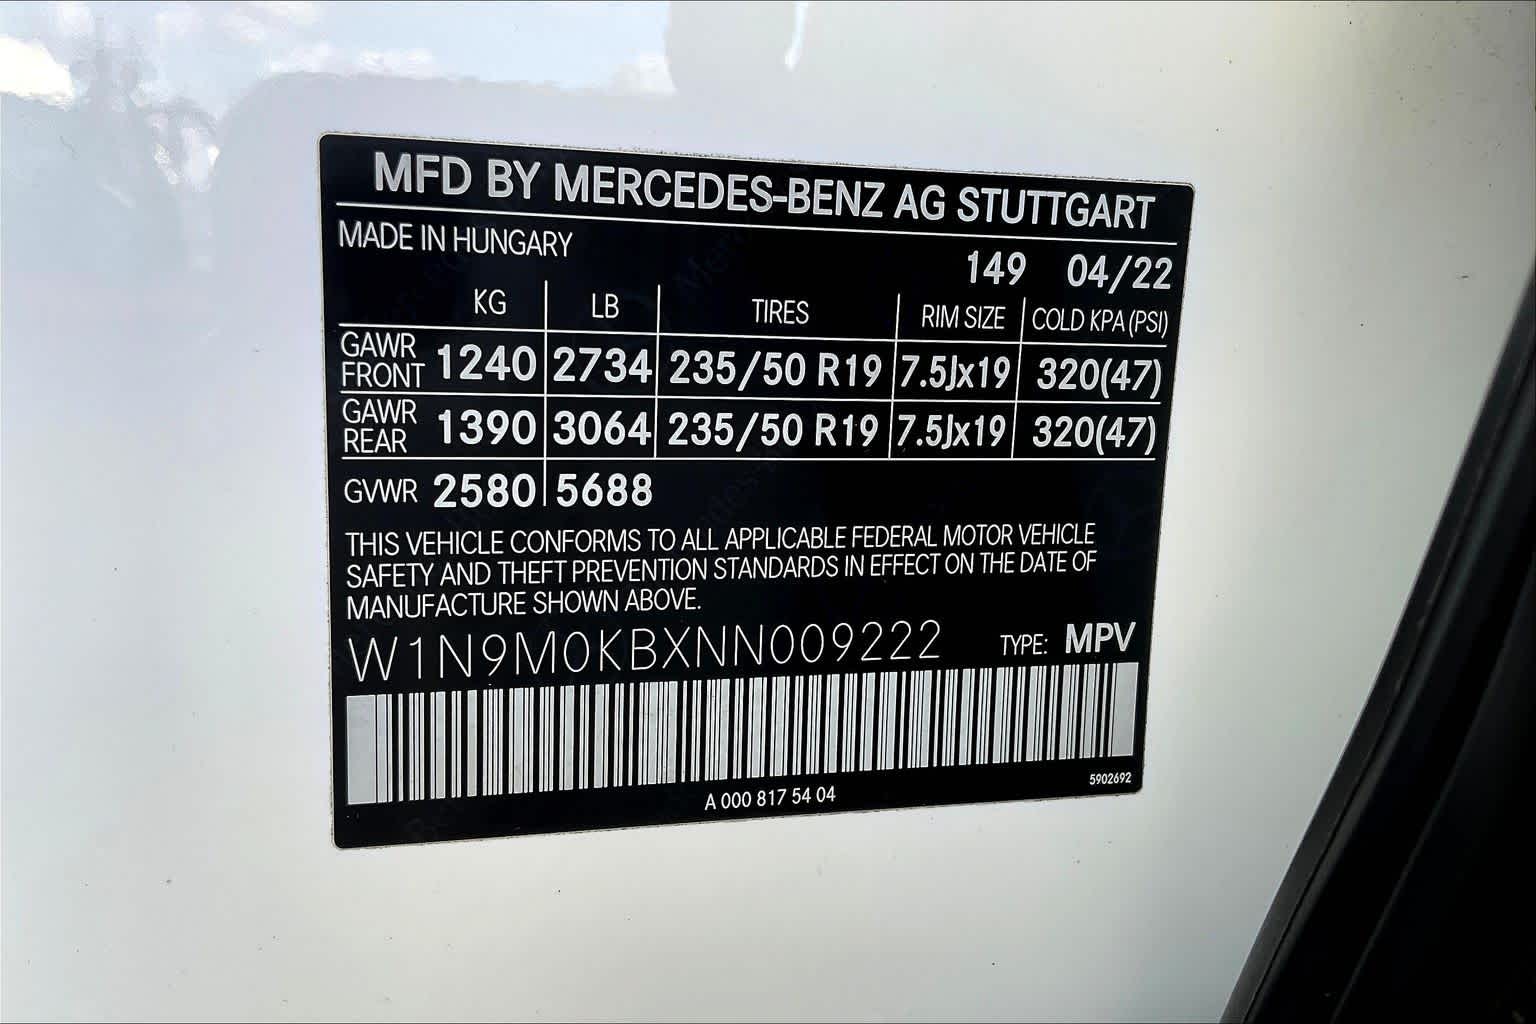 MFD BY MERCEDES-BENZ AG STUTTGART
MADE IN HUNGARY
149 04/22
KG LB TIRES RIM SIZE COLD KPA (PSI)
GAWR FRONT 1240 2734 235/50 R19 7.5Jx19 320(47)
GAWR REAR 1390 3064 235/50 R19 7.5Jx19 320(47)
GVWR 2580 5688
THIS VEHICLE CONFORMS TO ALL APPLICABLE FEDERAL MOTOR VEHICLE
SAFETY AND THEFT PREVENTION STANDARDS IN EFFECT ON THE DATE OF
MANUFACTURE SHOWN ABOVE.
W1N9M0KBXNN009222 TYPE: MPV
5902692
A 000 817 54 04